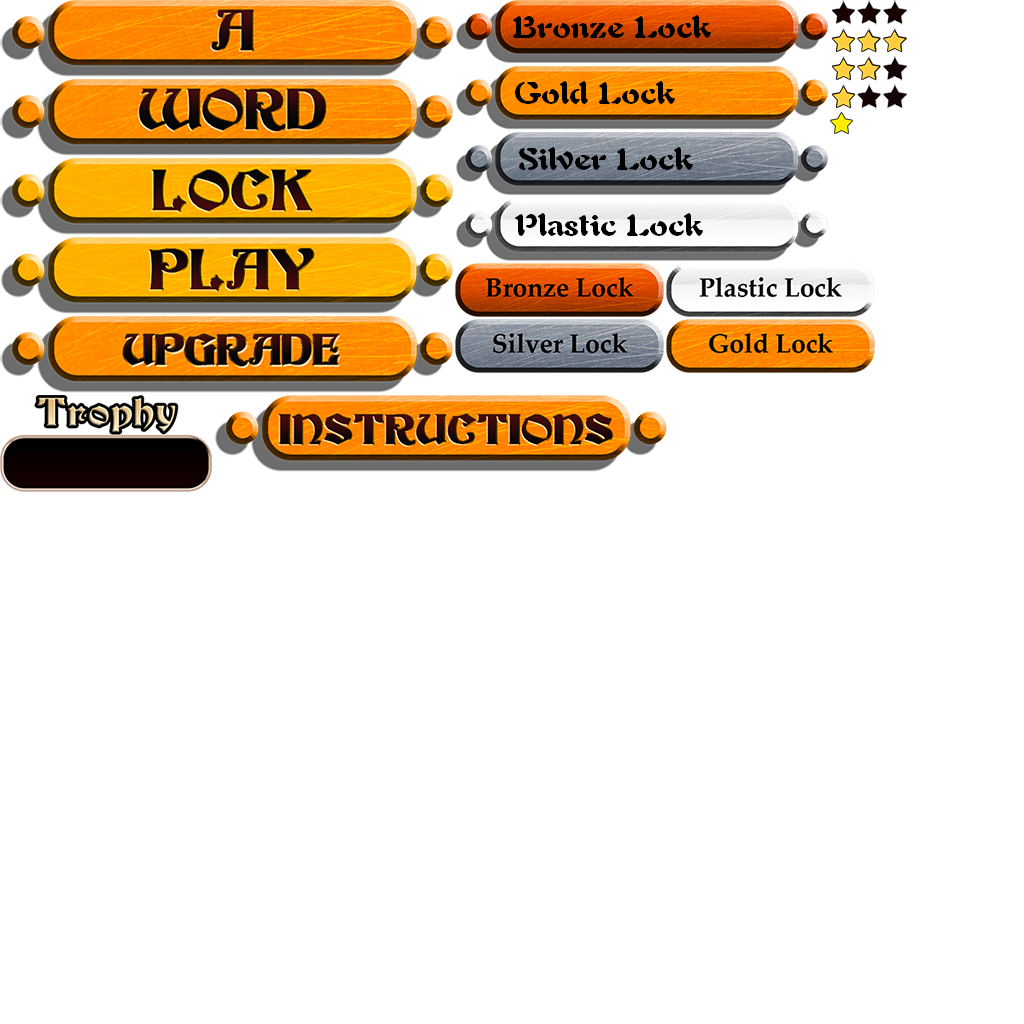 A
WORD
LOCK
PLAY
UPGRADE
Bronze Lock
Gold Lock
Silver Lock
Plastic Lock
Bronze Lock
Plastic Lock
Silver Lock
Gold Lock
Trophy
INSTRUCTIONS